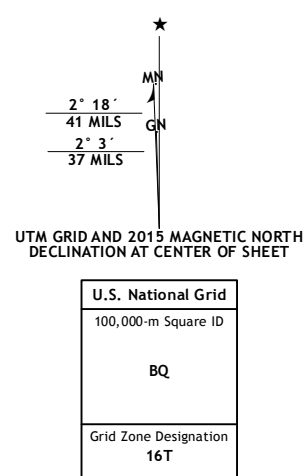 ★
MN
2° 18´
41 MILS
GN
2° 3´
37 MILS
UTM GRID AND 2015 MAGNETIC NORTH
DECLINATION AT CENTER OF SHEET
U.S. National Grid
100,000-m Square ID
BQ
Grid Zone Designation
16T